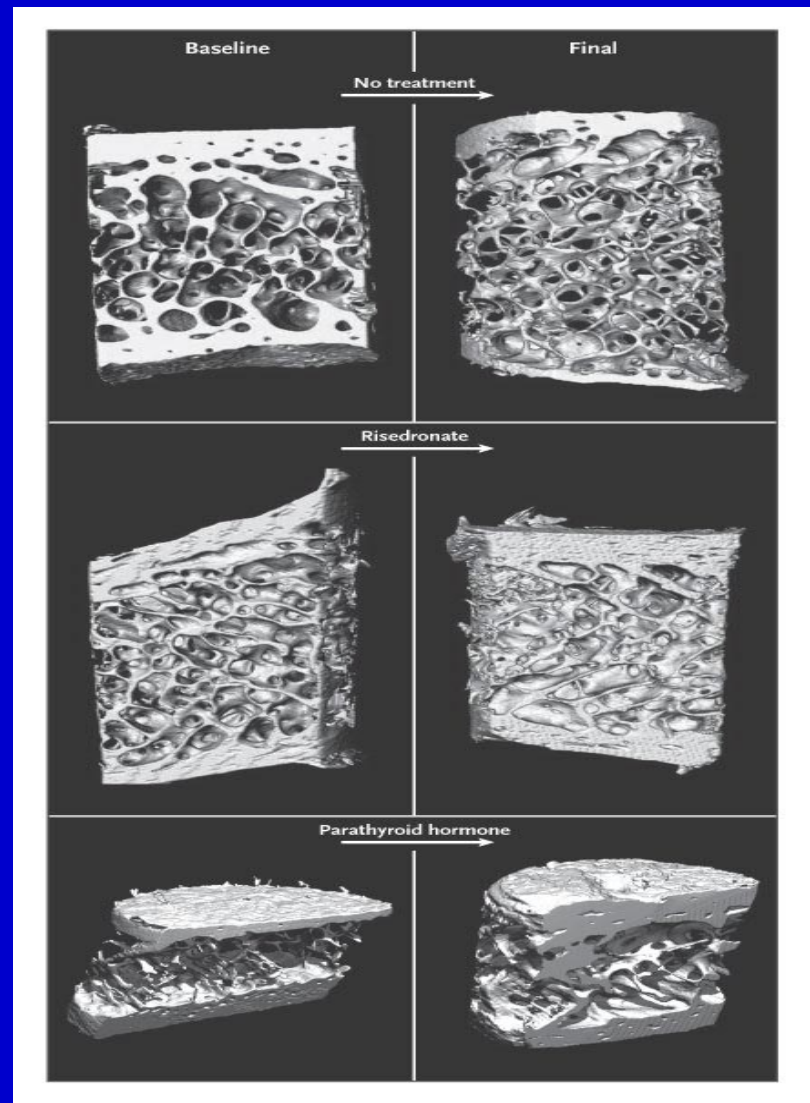 Baseline
Final
No treatment
Risedronate
Parathyroid hormone